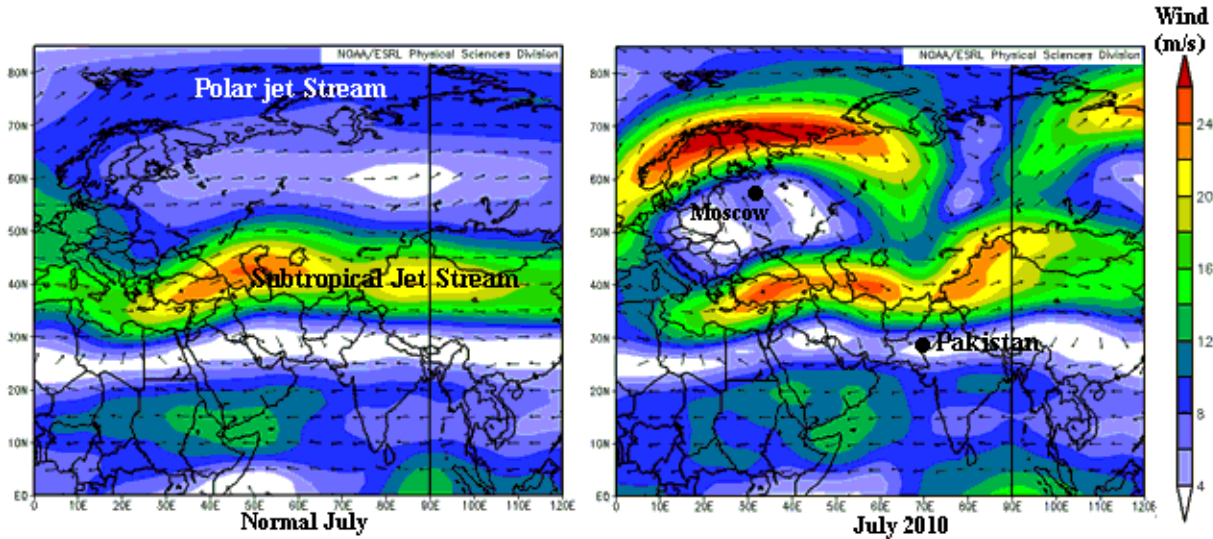 Wind
(m/s)
NOAA/ESRL Physical Sciences Division
Polar jet Stream
Subtropical Jet Stream
80N
70N
60N
50N
40N
30N
20N
10N
EQ
0 10E 20E 30E 40E 50E 60E 70E 80E 90E 100E 110E 120E
Normal July
NOAA/ESRL Physical Sciences Division
Moscow
Pakistan
80N
70N
60N
50N
40N
30N
20N
10N
EQ
0 10E 20E 30E 40E 50E 60E 70E 80E 90E 100E 110E 120E
July 2010
24
20
16
12
8
4